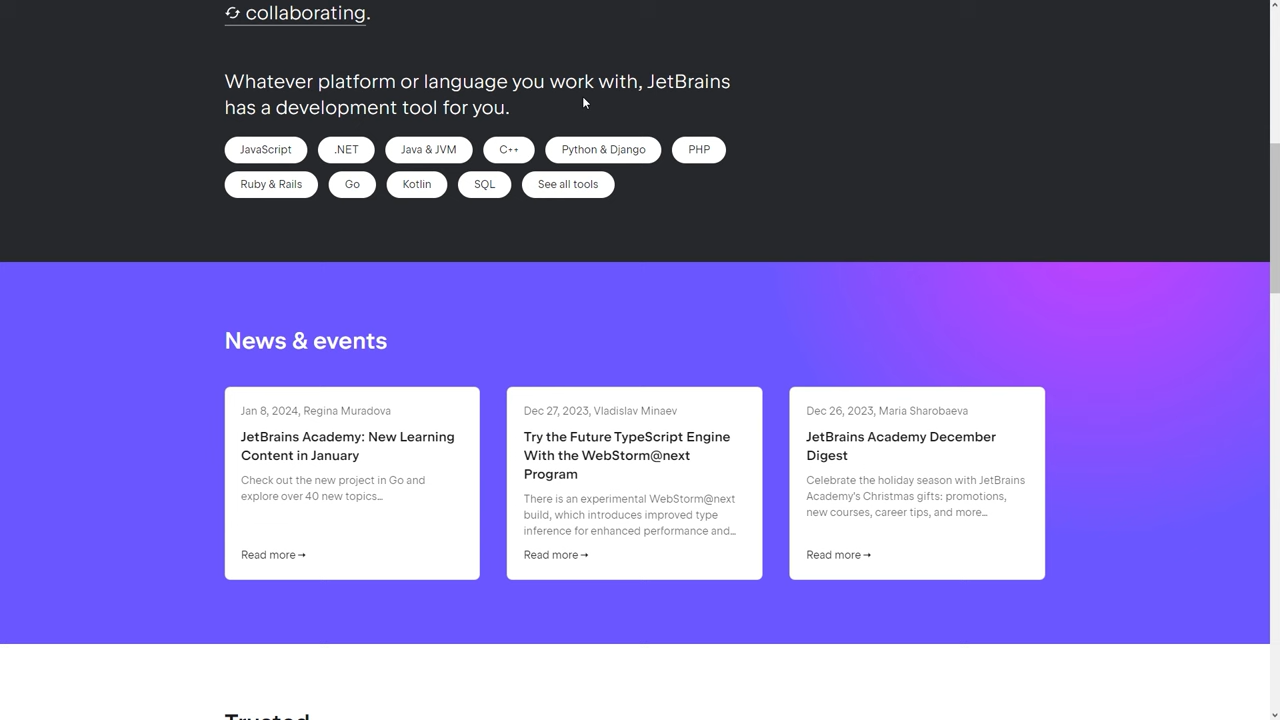 collaborating.
Whatever platform or language you work with, JetBrains
has a development tool for you.
JavaScript .NET Java & JVM C++ Python & Django PHP
Ruby & Rails Go Kotlin SQL See all tools
News & events
Jan 8, 2024, Regina Muradova
JetBrains Academy: New Learning
Content in January
Check out the new project in Go and
explore over 40 new topics...
Read more →
Dec 27, 2023, Vladislav Minaev
Try the Future TypeScript Engine
With the WebStorm@next
Program
There is an experimental WebStorm@next
build, which introduces improved type
inference for enhanced performance and...
Read more →
Dec 26, 2023, Maria Sharobaeva
JetBrains Academy December
Digest
Celebrate the holiday season with JetBrains
Academy's Christmas gifts: promotions,
new courses, career tips, and more...
Read more →
Trusted